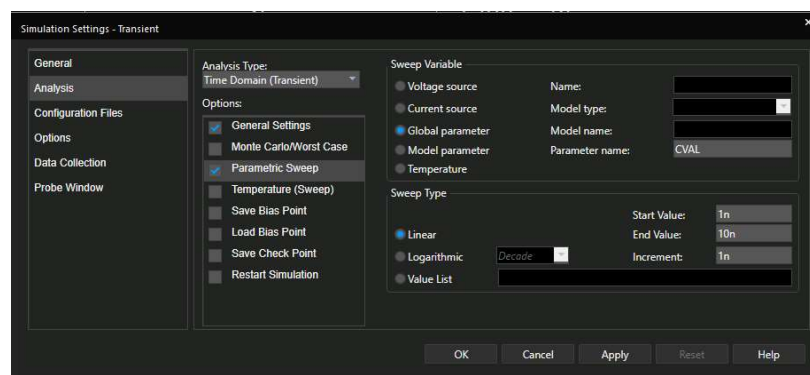 Simulation Settings - Transient
General
Analysis
Configuration Files
Options
Data Collection
Probe Window
Analysis Type:
Time Domain (Transient)
Options:
General Settings
Monte Carlo/Worst Case
Parametric Sweep
Temperature (Sweep)
Save Bias Point
Load Bias Point
Save Check Point
Restart Simulation
Sweep Variable
Voltage source Name:
Current source Model type:
Global parameter Model name:
Model parameter Parameter name: CVAL
Temperature
Sweep Type
Start Value: 1n
Linear End Value: 10n
Logarithmic Decade Increment: 1n
Value List
OK Cancel Apply Reset Help